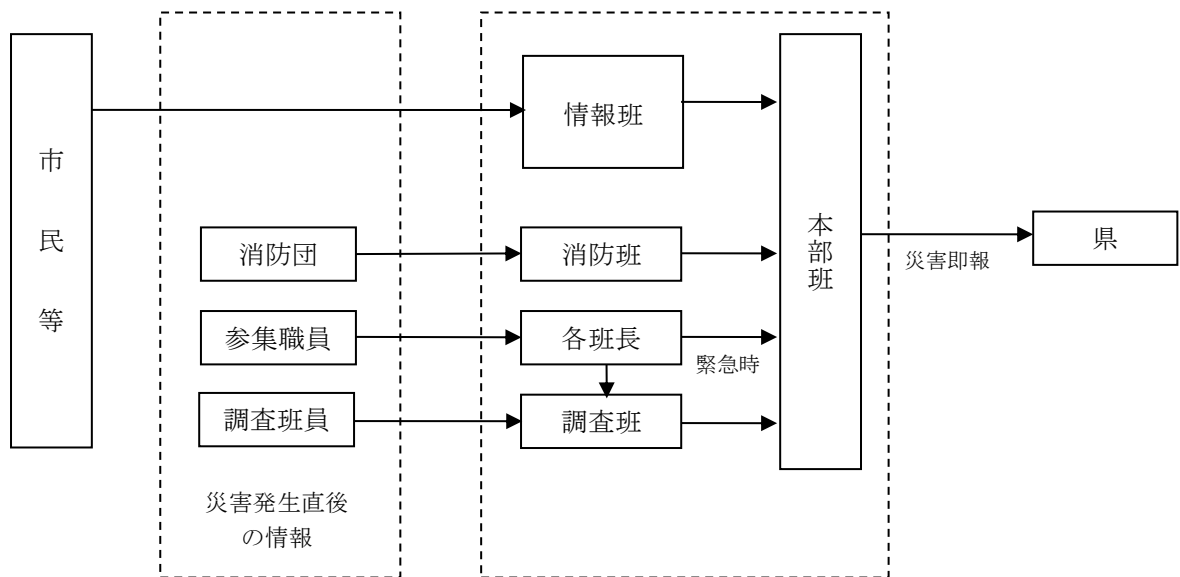 市民等
情報班
消防団
消防班
参集職員
各班長
緊急時
調査班員
調査班
本部班
災害即報
県
災害発生直後
の情報